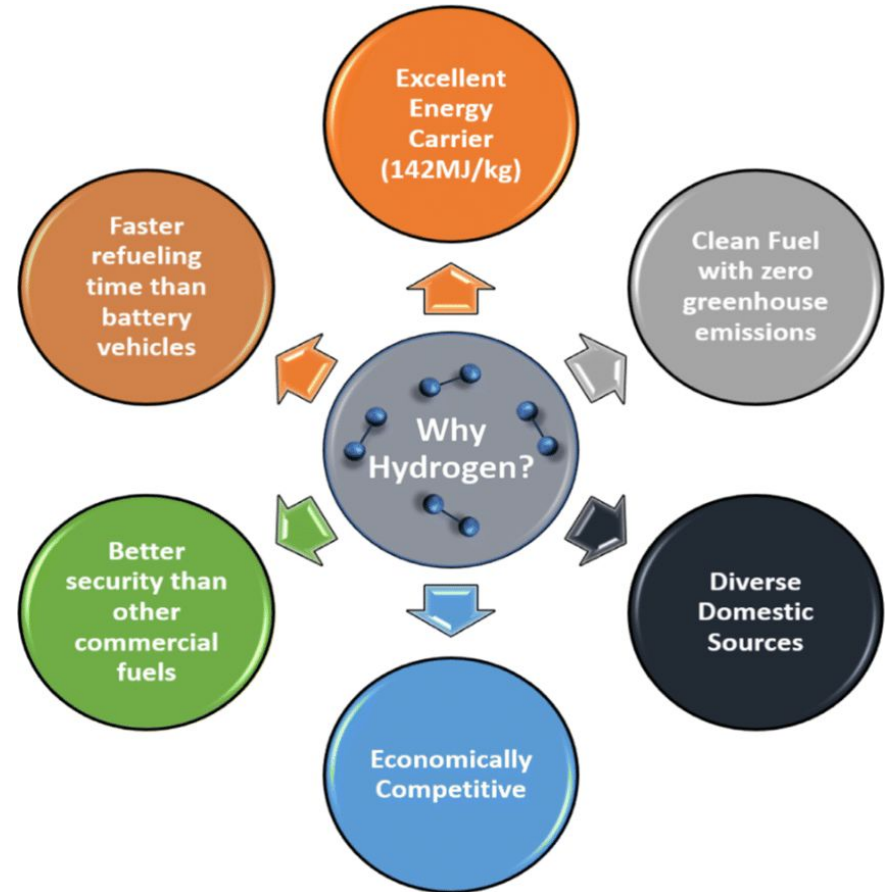 Excellent
Energy
Carrier
(142MJ/kg)
Faster
refueling
time than
battery
vehicles
Clean Fuel
with zero
greenhouse
emissions
Why
Hydrogen?
Better
security than
other
commercial
fuels
Diverse
Domestic
Sources
Economically
Competitive